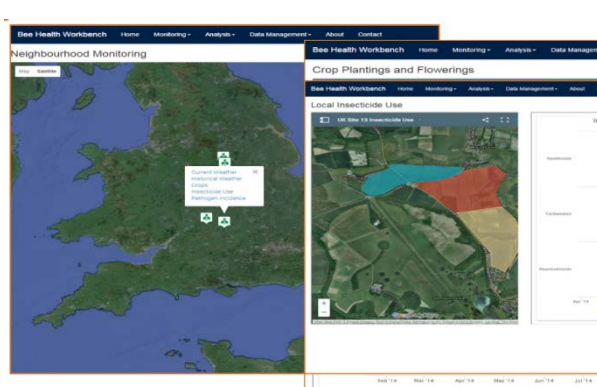 Bee Health Workbench Home Monitoring Analysis Data Management About Contact
Neighbourhood Monitoring
Map Satellite
Current Weather
Historical Weather
Crops
Insecticide Use
Pathogen Incidence
Bee Health Workbench Home Monitoring Analysis Data Managem
Crop Plantings and Flowerings
Bee Health Workbench Home Monitoring Analysis Data Management About
Local Insecticide Use
UK Site 13 Insecticide Use
Apr '14
Feb '14 Mar '14 Apr '14 May '14 Jun '14 Jul '14